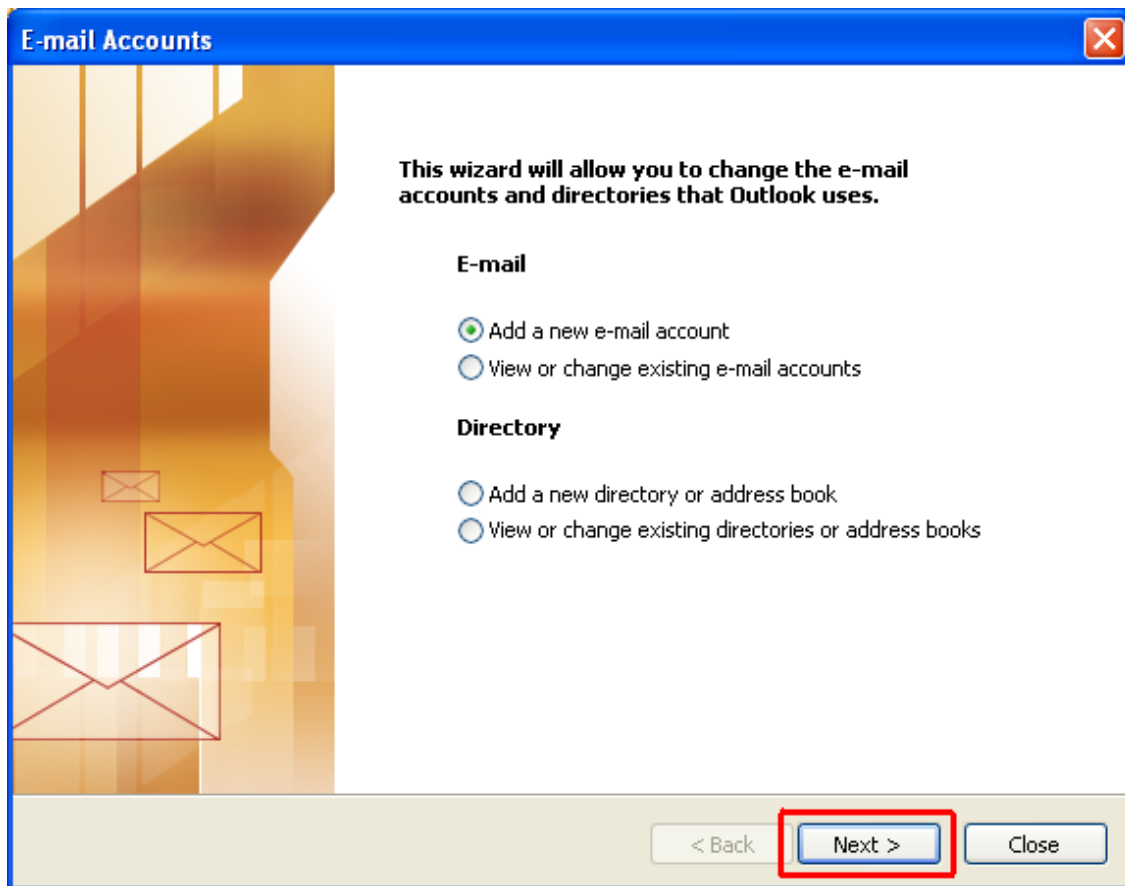 E-mail Accounts
This wizard will allow you to change the e-mail
accounts and directories that Outlook uses.
E-mail
Add a new e-mail account
View or change existing e-mail accounts
Directory
Add a new directory or address book
View or change existing directories or address books
< Back Next > Close